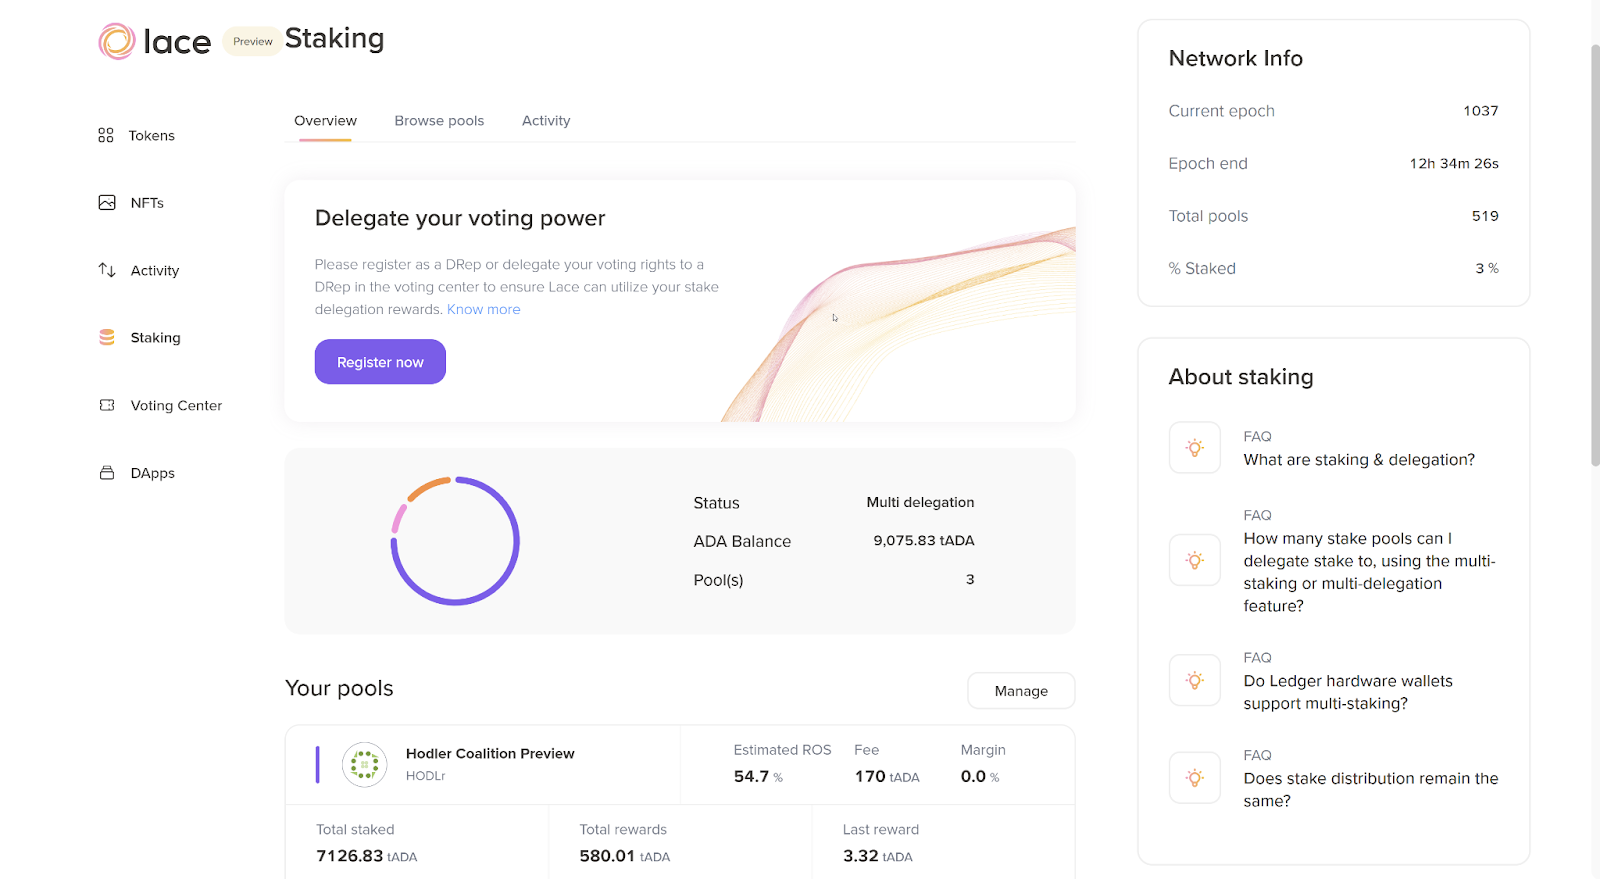 lace
Preview
Staking
Tokens
NFTs
Activity
Staking
Voting Center
DApps
Overview Browse pools Activity
Delegate your voting power
Please register as a DRep or delegate your voting rights to a
DRep in the voting center to ensure Lace can utilize your stake
delegation rewards. Know more
Register now
Status Multi delegation
ADA Balance 9,075.83 tADA
Pool(s) 3
Your pools
Manage
Hodler Coalition Preview
HODLr
Estimated ROS Fee Margin
54.7 % 170 tADA 0.0 %
Total staked Total rewards Last reward
7126.83 tADA 580.01 tADA 3.32 tADA
Network Info
Current epoch 1037
Epoch end 12h 34m 26s
Total pools 519
% Staked 3 %
About staking
FAQ
What are staking & delegation?
FAQ
How many stake pools can I
delegate stake to, using the multi-
staking or multi-delegation
feature?
FAQ
Do Ledger hardware wallets
support multi-staking?
FAQ
Does stake distribution remain the
same?